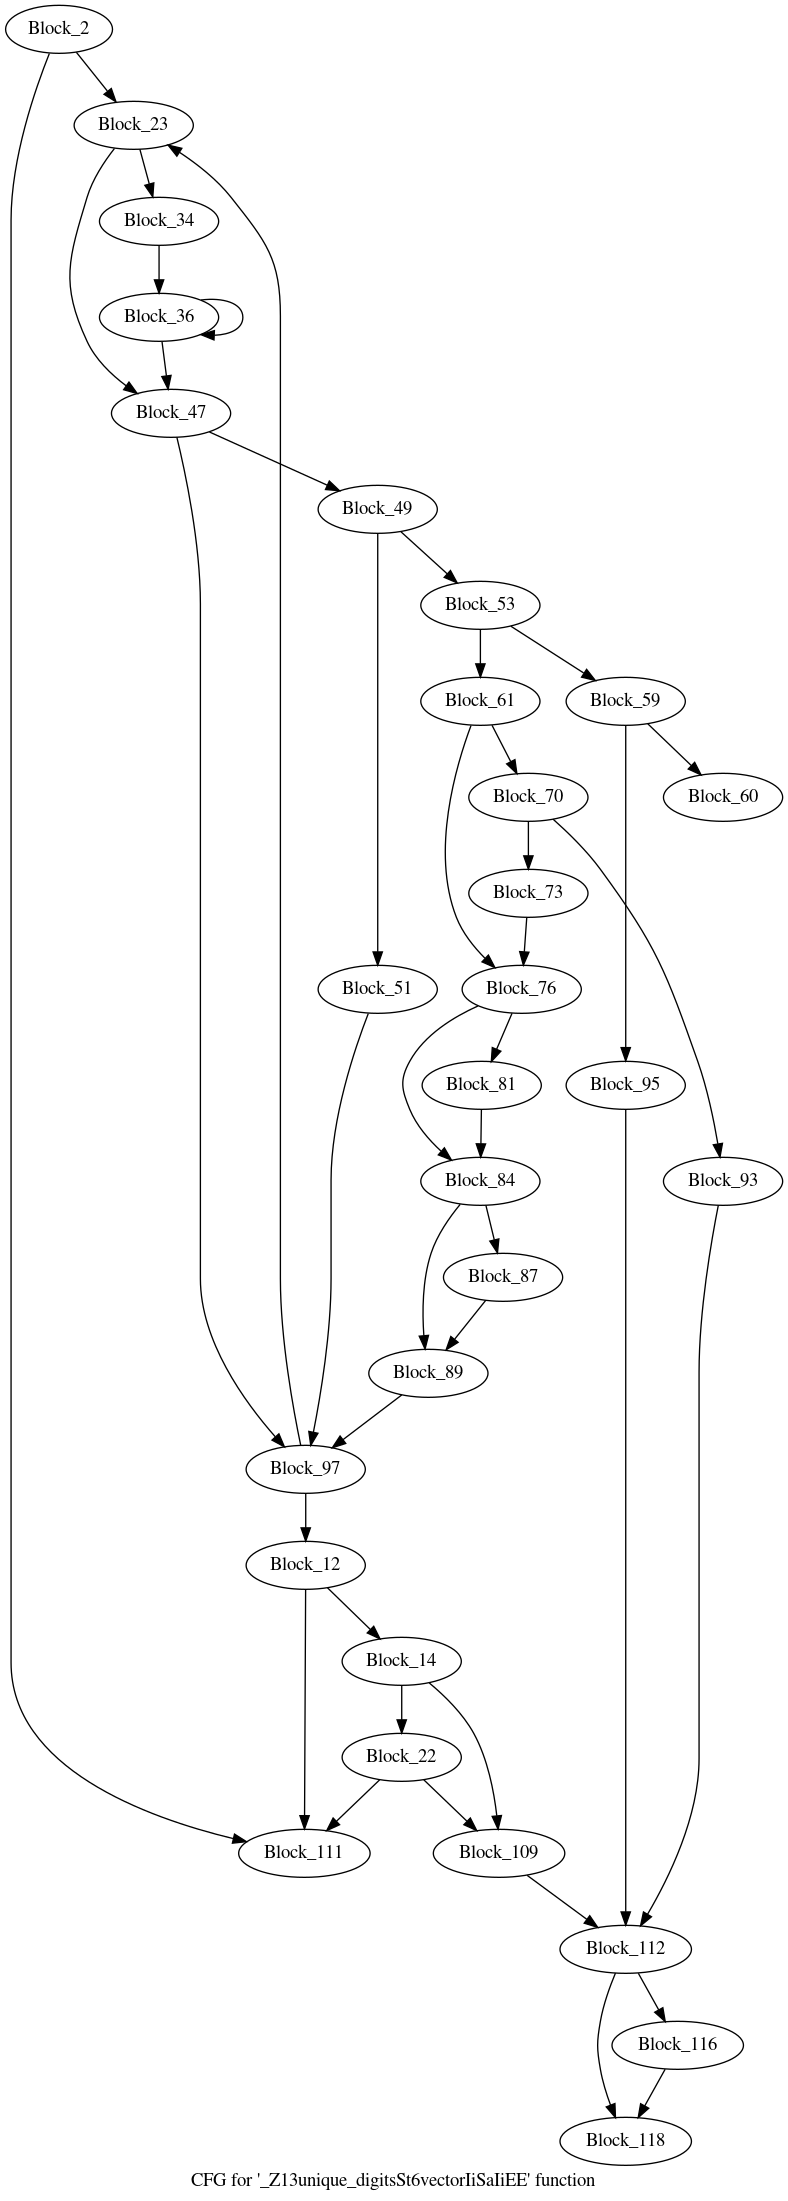 Block_2
Block_23
Block_34
Block_36
Block_47
Block_49
Block_53
Block_61
Block_59
Block_70
Block_60
Block_73
Block_51
Block_76
Block_81
Block_95
Block_84
Block_93
Block_87
Block_89
Block_97
Block_12
Block_14
Block_22
Block_111
Block_109
Block_112
Block_116
Block_118
CFG for '_Z13unique_digitsSt6vectorIiSaIiEE' function